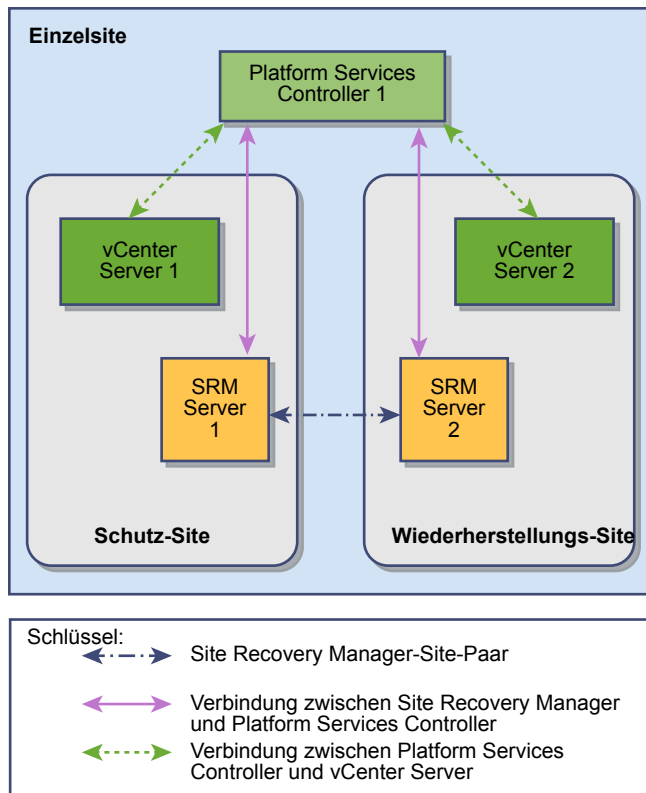 Einzelsite
Platform Services
Controller 1
vCenter
Server 1
vCenter
Server 2
SRM
Server
1
SRM
Server
2
Schutz-Site
Wiederherstellungs-Site
Schlüssel:
Site Recovery Manager-Site-Paar
Verbindung zwischen Site Recovery Manager
und Platform Services Controller
Verbindung zwischen Platform Services
Controller und vCenter Server